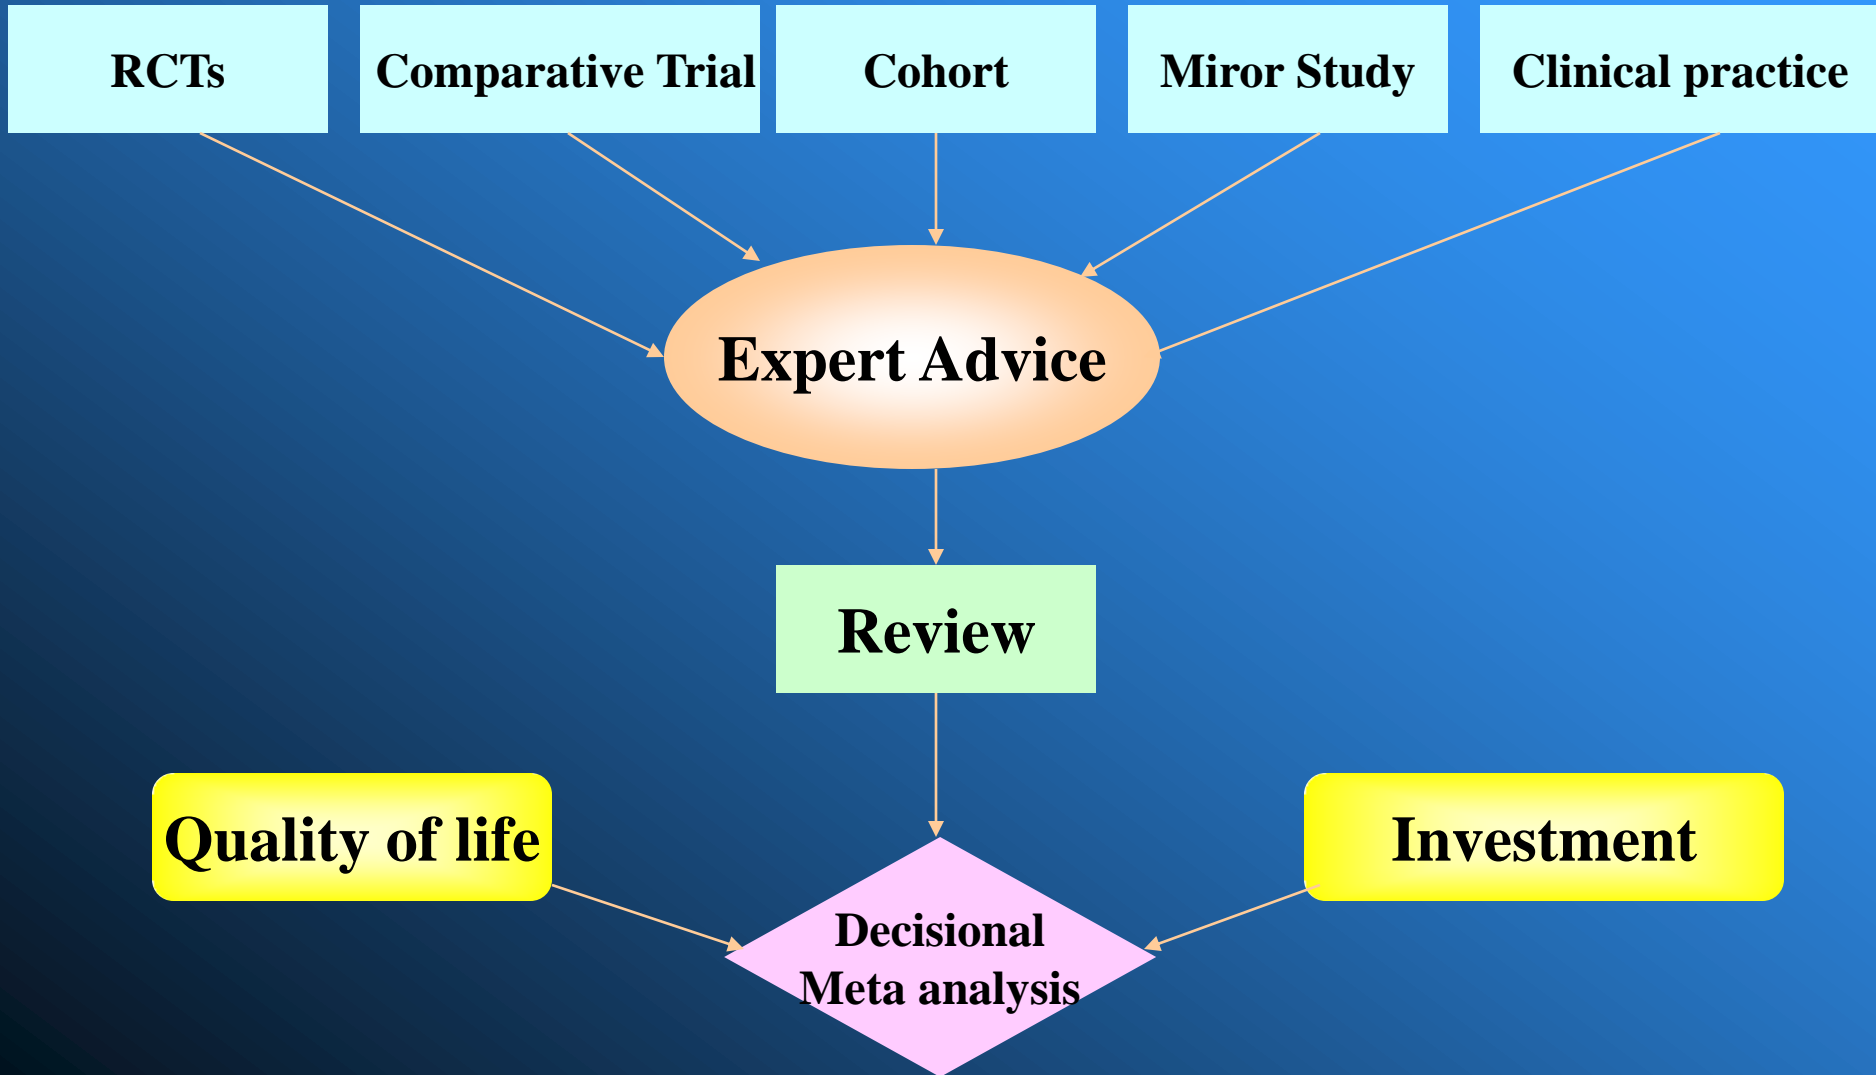 RCTs
Comparative Trial
Cohort
Miror Study
Clinical practice
Expert Advice
Review
Quality of life
Investment
Decisional
Meta analysis